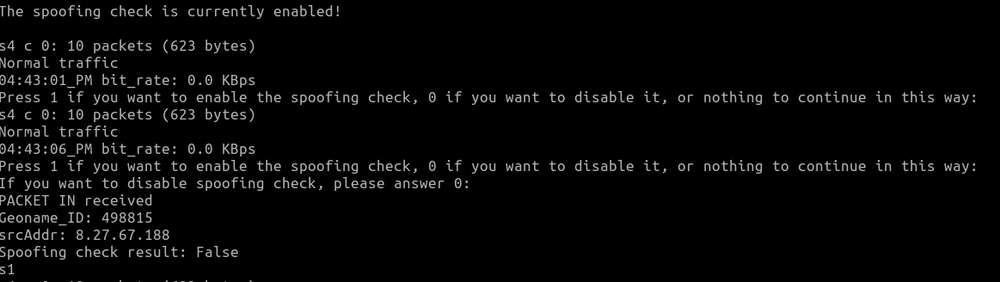 The spoofing check is currently enabled!
s4 c 0: 10 packets (623 bytes)
Normal traffic
04:43:01_PM bit_rate: 0.0 KBps
Press 1 if you want to enable the spoofing check, 0 if you want to disable it, or nothing to continue in this way:
s4 c 0: 10 packets (623 bytes)
Normal traffic
04:43:06_PM bit_rate: 0.0 KBps
Press 1 if you want to enable the spoofing check, 0 if you want to disable it, or nothing to continue in this way:
If you want to disable spoofing check, please answer 0:
PACKET IN received
Geoname_ID: 498815
srcAddr: 8.27.67.188
Spoofing check result: False
s1